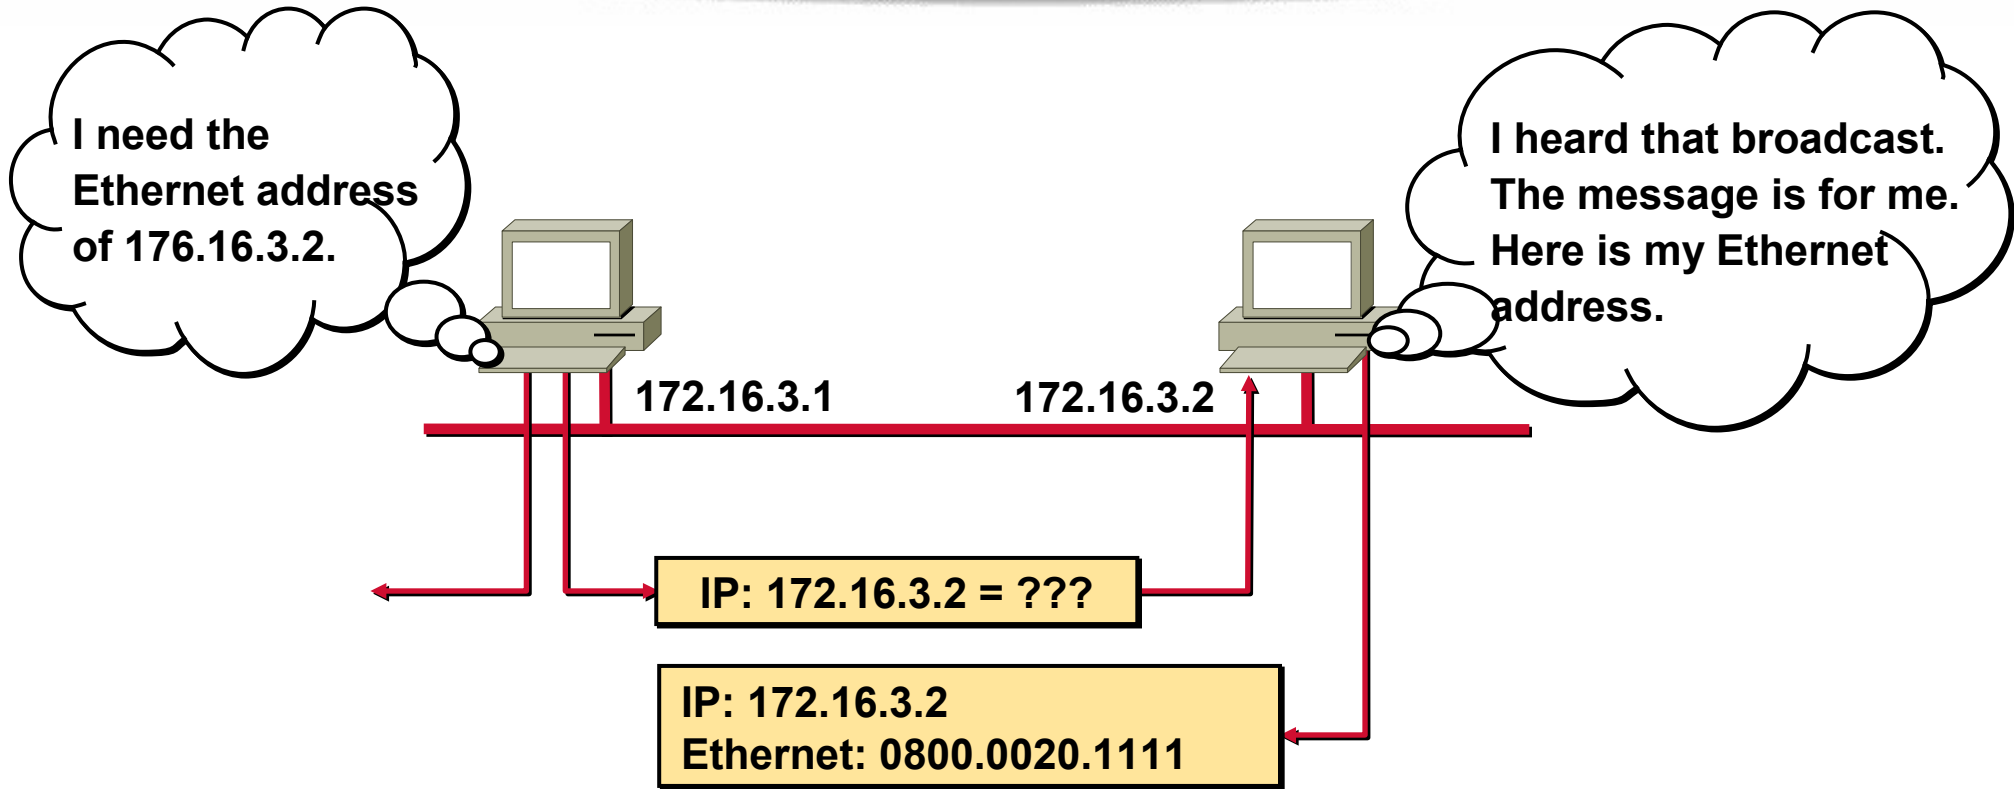 I need the
Ethernet address
of 176.16.3.2.
I heard that broadcast.
The message is for me.
Here is my Ethernet
address.
172.16.3.1
172.16.3.2
IP: 172.16.3.2 = ???
IP: 172.16.3.2
Ethernet: 0800.0020.1111